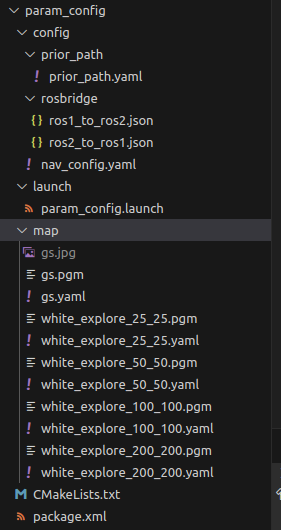 param_config
config
prior_path
prior_path.yaml
rosbridge
ros1_to_ros2.json
ros2_to_ros1.json
nav_config.yaml
launch
param_config.launch
map
gs.jpg
gs.pgm
gs.yaml
white_explore_25_25.pgm
white_explore_25_25.yaml
white_explore_50_50.pgm
white_explore_50_50.yaml
white_explore_100_100.pgm
white_explore_100_100.yaml
white_explore_200_200.pgm
white_explore_200_200.yaml
CMakeLists.txt
package.xml